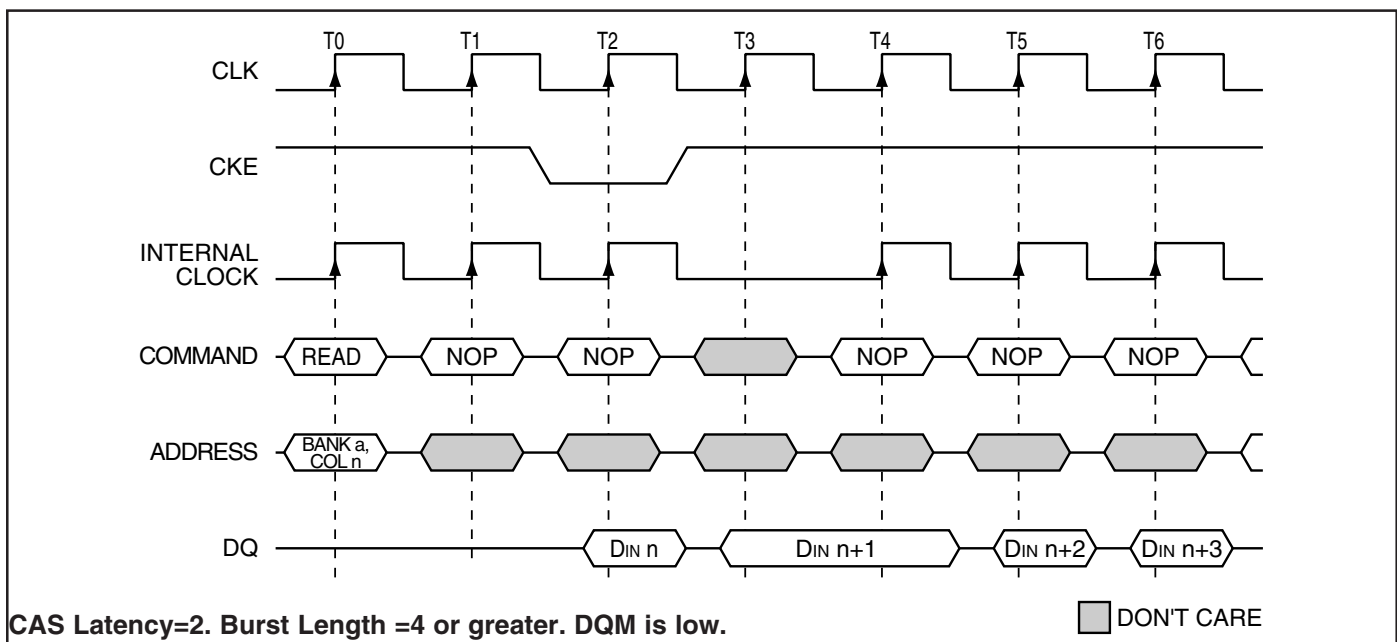 T0 T1 T2 T3 T4 T5 T6
CLK
CKE
INTERNAL
CLOCK
COMMAND READ NOP NOP NOP NOP NOP
ADDRESS BANK a,
COL n
DQ DIN n DIN n+1 DIN n+2 DIN n+3
CAS Latency=2. Burst Length =4 or greater. DQM is low.
DON'T CARE